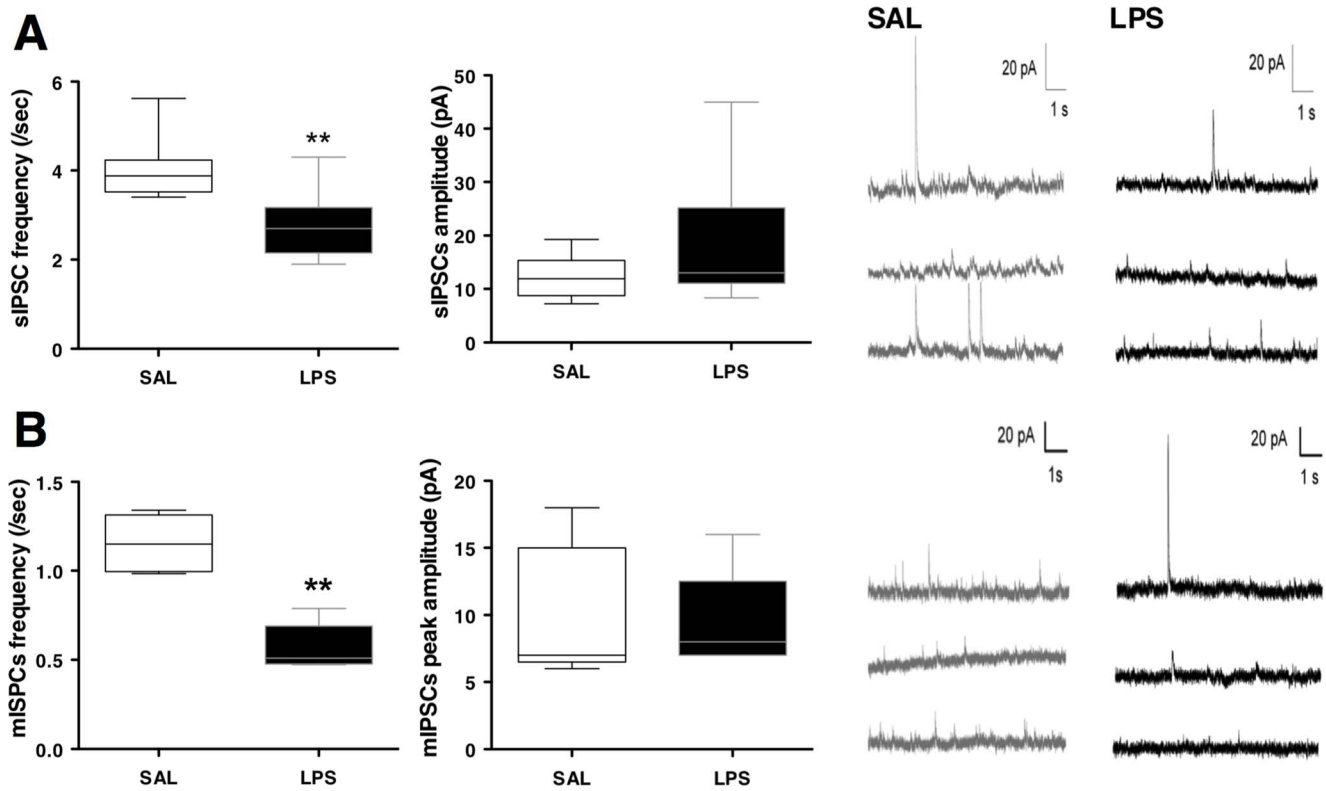 A
SAL
LPS
sIPSC frequency (/sec)
6
4
2
0
**
SAL
LPS
sIPSCs amplitude (pA)
50
40
30
20
10
0
SAL
LPS
20 pA
1 s
20 pA
1 s
B
mISPCs frequency (/sec)
1.5
1.0
0.5
0.0
**
SAL
LPS
mIPSCs peak amplitude (pA)
20
15
10
5
0
SAL
LPS
20 pA
1s
20 pA
1 s